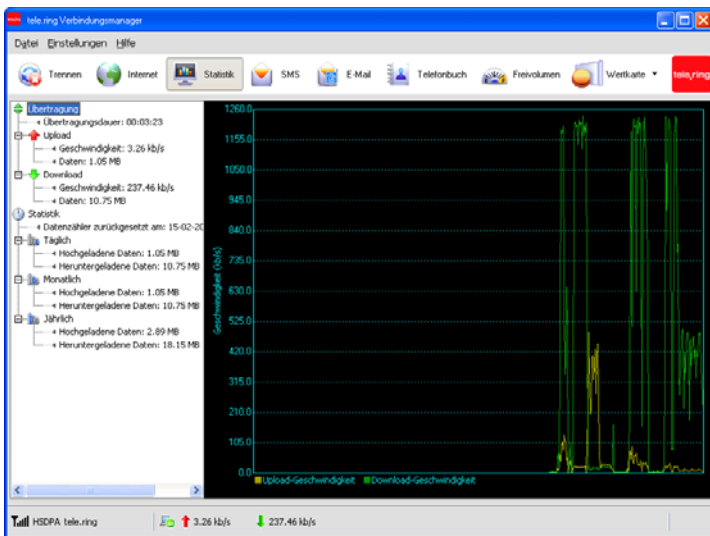 tele.ring Verbindungsmanager
Datei Einstellungen Hilfe
Trennen Internet Statistik SMS E-Mail Telefonbuch Freivolumen Wertkarte tele.ring
Übertragung
Übertragungsdauer: 00:03:23
Upload
Geschwindigkeit: 3.26 kb/s
Daten: 1.05 MB
Download
Geschwindigkeit: 237.46 kb/s
Daten: 10.75 MB
Statistik
Datenzähler zurückgesetzt am: 15-02-20
Täglich
Hochgeladene Daten: 1.05 MB
Heruntergeladene Daten: 10.75 MB
Monatlich
Hochgeladene Daten: 1.05 MB
Heruntergeladene Daten: 10.75 MB
Jährlich
Hochgeladene Daten: 2.89 MB
Heruntergeladene Daten: 18.15 MB
Geschwindigkeit (kb/s)
1260.0
1155.0
1050.0
945.0
840.0
735.0
630.0
525.0
420.0
315.0
210.0
105.0
0.0
Upload-Geschwindigkeit Download-Geschwindigkeit
HSDPA tele.ring 3.26 kb/s 237.46 kb/s